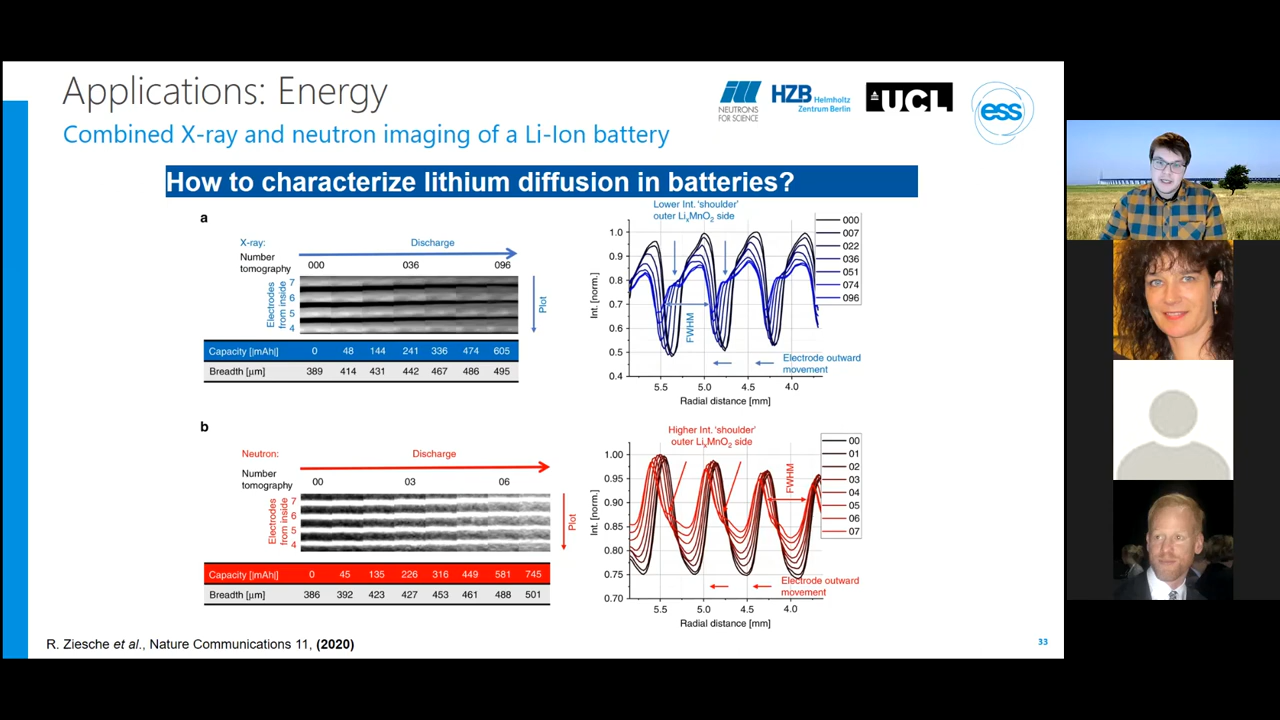 Applications: Energy
Combined X-ray and neutron imaging of a Li-Ion battery
NEUTRONS
FOR SCIENCE
HZB Helmholtz
Zentrum Berlin
UCL
ess
How to characterize lithium diffusion in batteries?
a
X-ray:
Discharge
Number
tomography
000 036 096
Electrodes
from inside
7
6
5
4
Plot
Capacity [|mAh|] 0 48 144 241 336 474 605
Breadth [µm] 389 414 431 442 467 486 495
Lower Int. 'shoulder'
outer LixMnO2 side
Int. [norm.]
1.0
0.9
0.8
0.7
0.6
0.5
0.4
FWHM
000
007
022
036
051
074
096
Electrode outward
movement
5.5 5.0 4.5 4.0
Radial distance [mm]
b
Neutron:
Discharge
Number
tomography
00 03 06
Electrodes
from inside
7
6
5
4
Plot
Capacity [|mAh|] 0 45 135 226 316 449 581 745
Breadth [µm] 386 392 423 427 453 461 488 501
Higher Int. 'shoulder'
outer LixMnO2 side
Int. [norm.]
1.00
0.95
0.90
0.85
0.80
0.75
0.70
FWHM
00
01
02
03
04
05
06
07
Electrode outward
movement
5.5 5.0 4.5 4.0
Radial distance [mm]
R. Ziesche et al., Nature Communications 11, (2020)
33